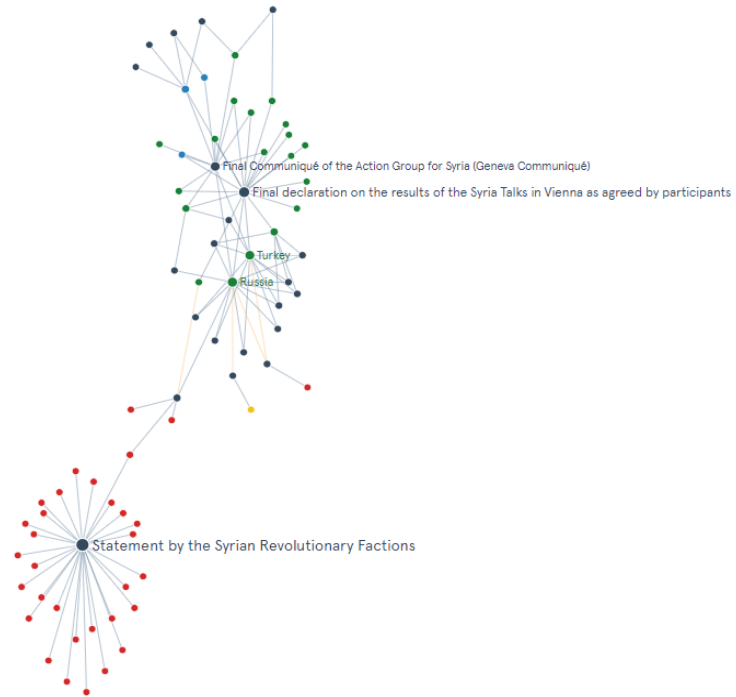 Final Communiqué of the Action Group for Syria (Geneva Communiqué)
Final declaration on the results of the Syria Talks in Vienna as agreed by participants
Turkey
Russia
Statement by the Syrian Revolutionary Factions